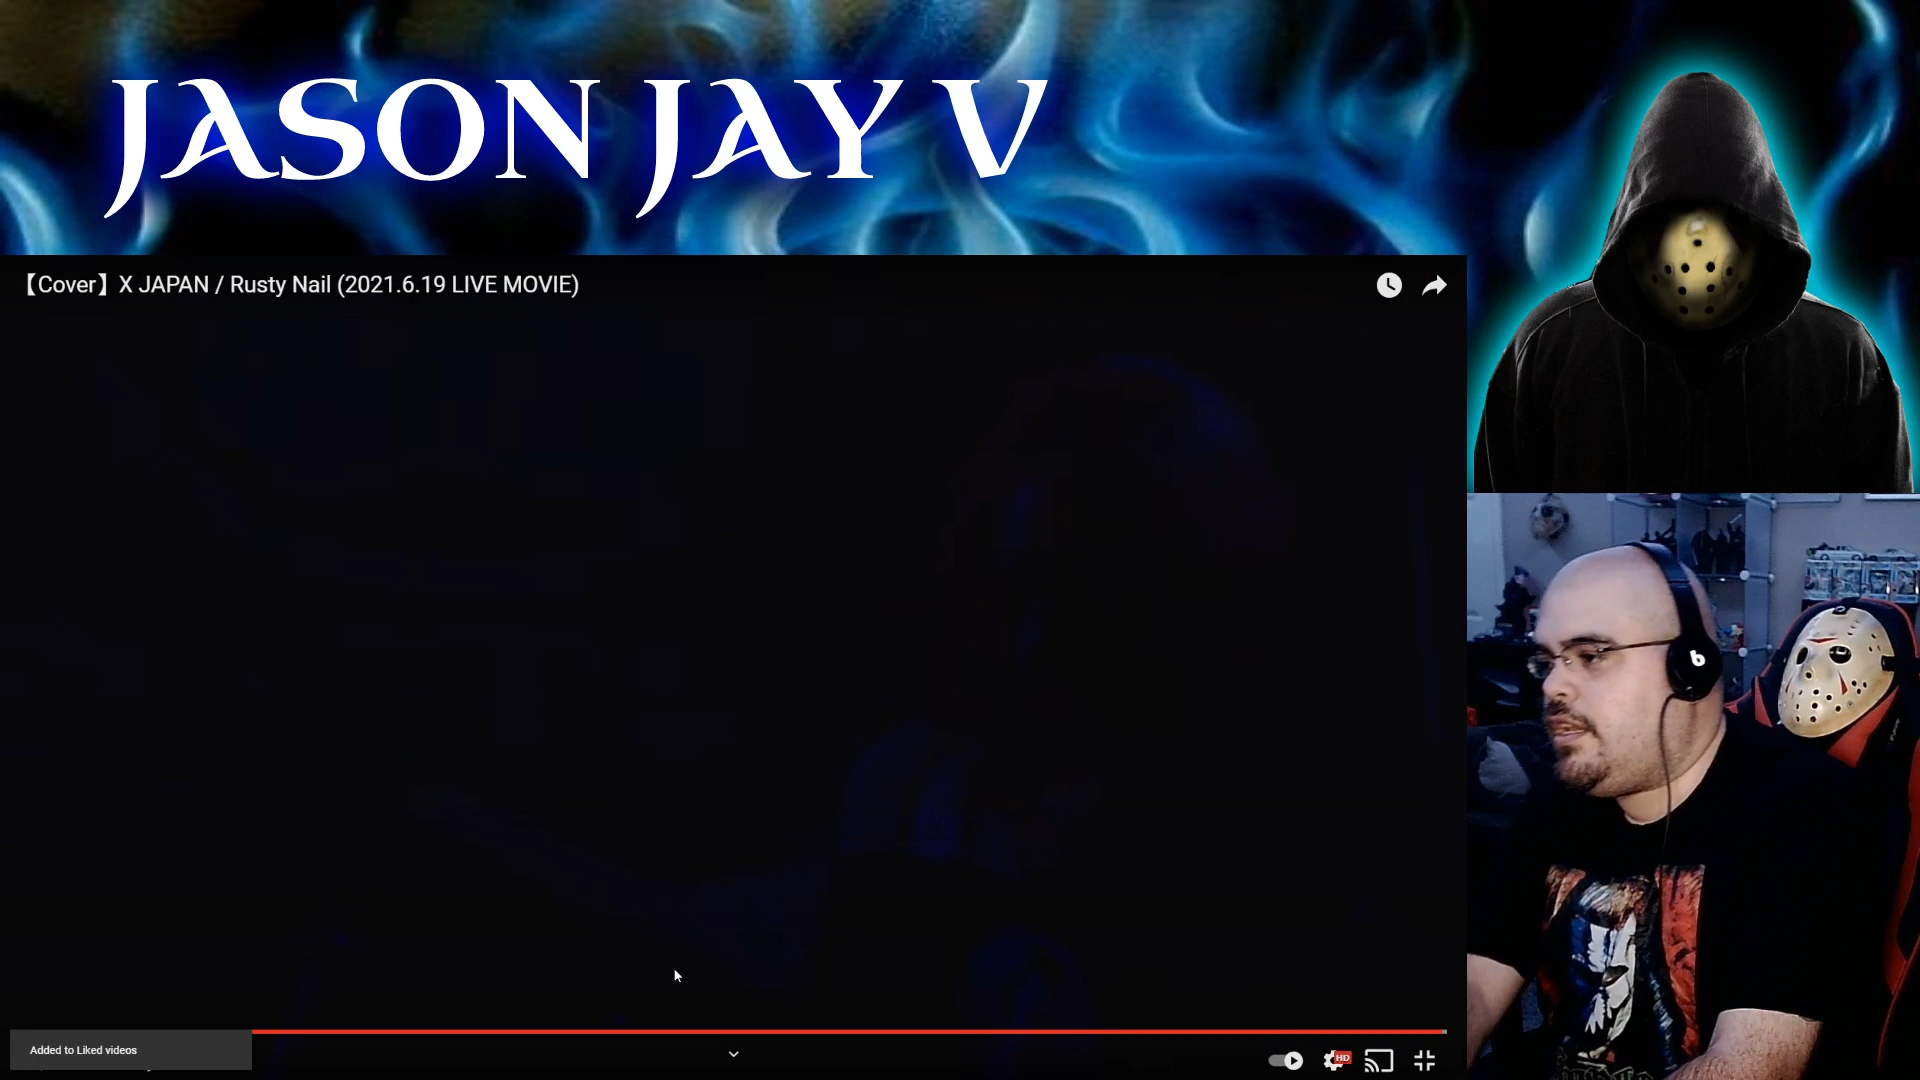 JASON JAY V
【Cover】X JAPAN / Rusty Nail (2021.6.19 LIVE MOVIE)
b
HD
Added to Liked videos